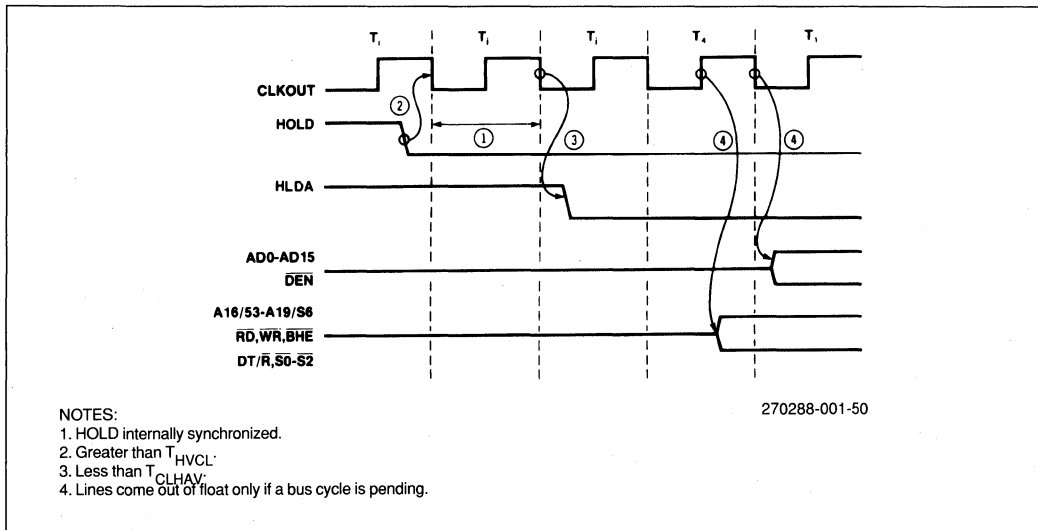 Tᵢ Tᵢ Tᵢ T₄ T₁
CLKOUT
2
HOLD
1 3 4 4
HLDA
AD0-AD15
DEN
A16/53-A19/S6
RD,WR,BHE
DT/R,S0-S2
NOTES:
270288-001-50
1. HOLD internally synchronized.
2. Greater than THVCL.
3. Less than TCLHAV.
4. Lines come out of float only if a bus cycle is pending.